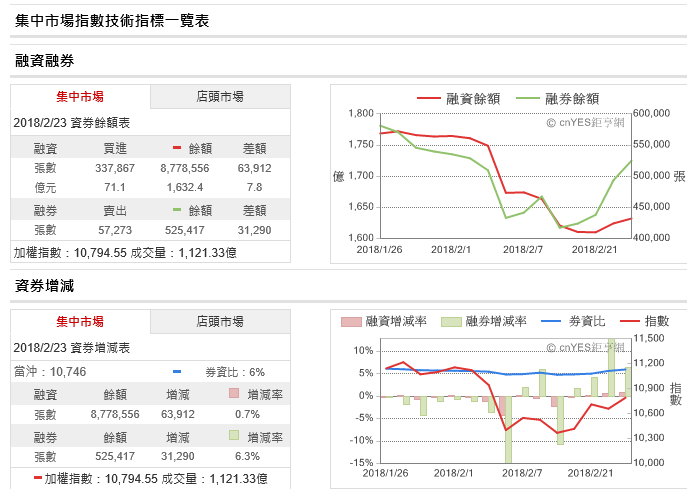 集中市場指數技術指標一覽表
融資融券
集中市場 店頭市場
2018/2/23 資券餘額表
融資 買進 餘額 差額
張數 337,867 8,778,556 63,912
億元 71.1 1,632.4 7.8
融券 賣出 餘額 差額
張數 57,273 525,417 31,290
加權指數：10,794.55 成交量：1,121.33億
融資餘額 融券餘額
© cnYES鉅亨網
1,800 600,000
1,750 550,000
億 1,700 500,000 張
1,650 450,000
1,600 400,000
2018/1/26 2018/2/1 2018/2/7 2018/2/21
資券增減
集中市場 店頭市場
2018/2/23 資券增減表
當沖：10,746 券資比：6%
融資 餘額 增減 增減率
張數 8,778,556 63,912 0.7%
融券 餘額 增減 增減率
張數 525,417 31,290 6.3%
加權指數：10,794.55 成交量：1,121.33億
融資增減率 融券增減率 券資比 指數
© cnYES鉅亨網
11,500
10% 11,200
5%
10,900
0% 指數
-5% 10,600
-10% 10,300
-15% 10,000
2018/1/26 2018/2/1 2018/2/7 2018/2/21